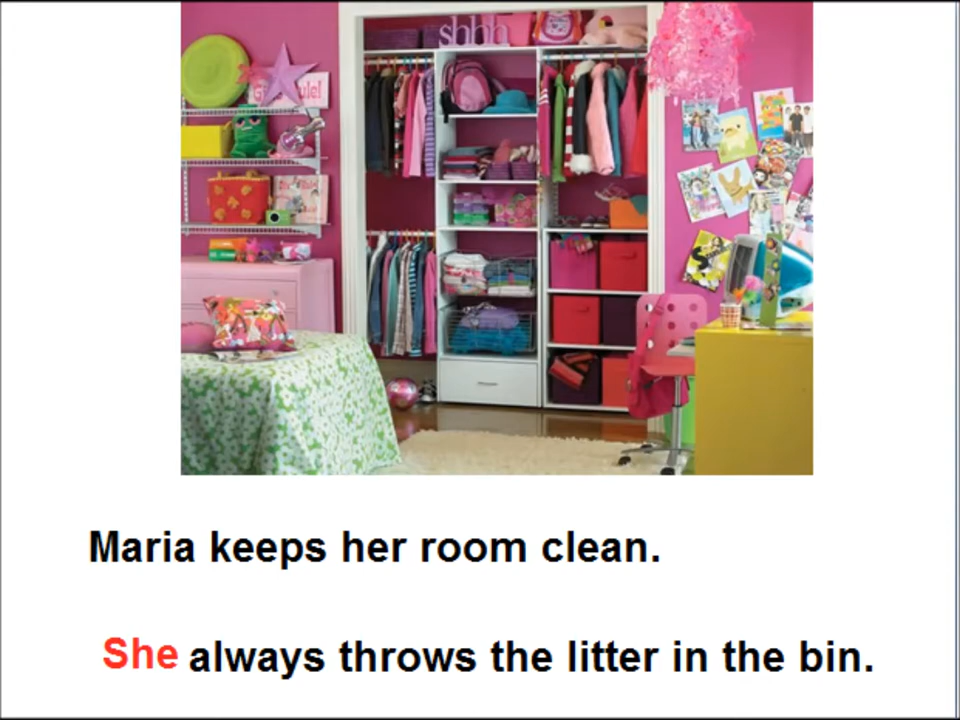 shhh
Maria keeps her room clean.
She always throws the litter in the bin.